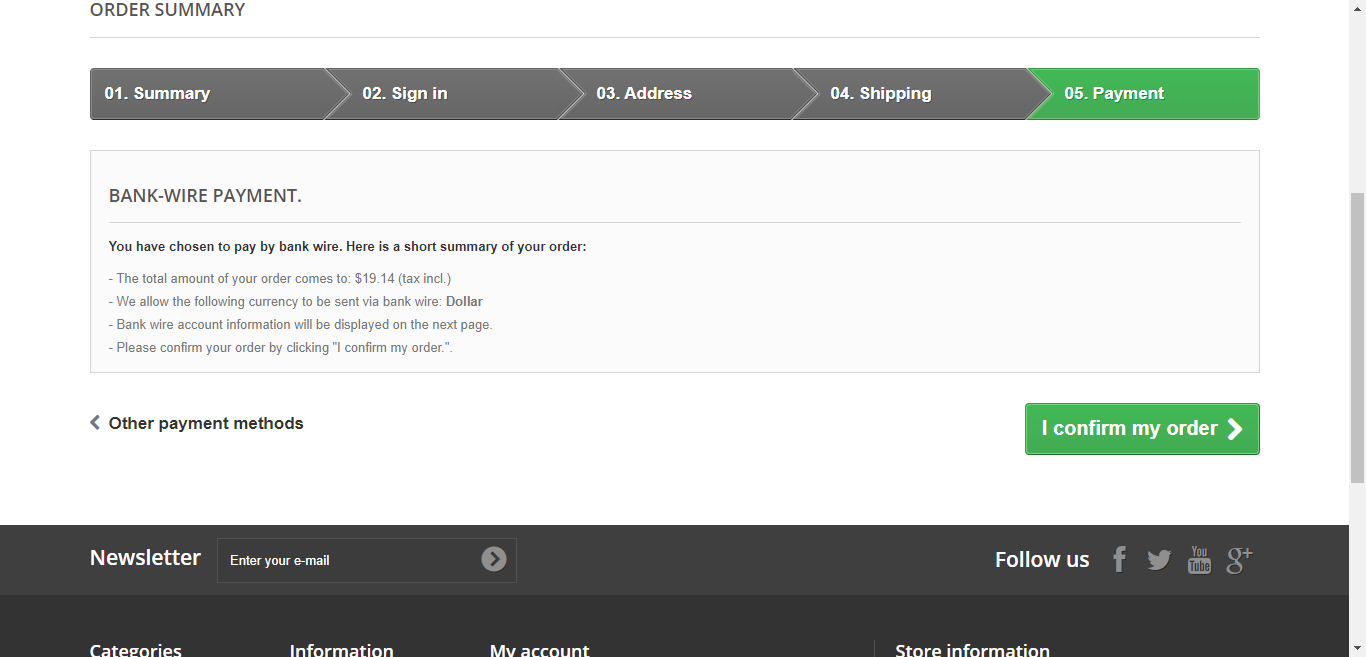 ORDER SUMMARY
01. Summary
02. Sign in
03. Address
04. Shipping
05. Payment
BANK-WIRE PAYMENT.
You have chosen to pay by bank wire. Here is a short summary of your order:
- The total amount of your order comes to: $19.14 (tax incl.)
- We allow the following currency to be sent via bank wire: Dollar
- Bank wire account information will be displayed on the next page.
- Please confirm your order by clicking "I confirm my order.".
Other payment methods
I confirm my order
Newsletter
Enter your e-mail
Follow us
You
Tube
g+
Categories
Information
My account
Store information